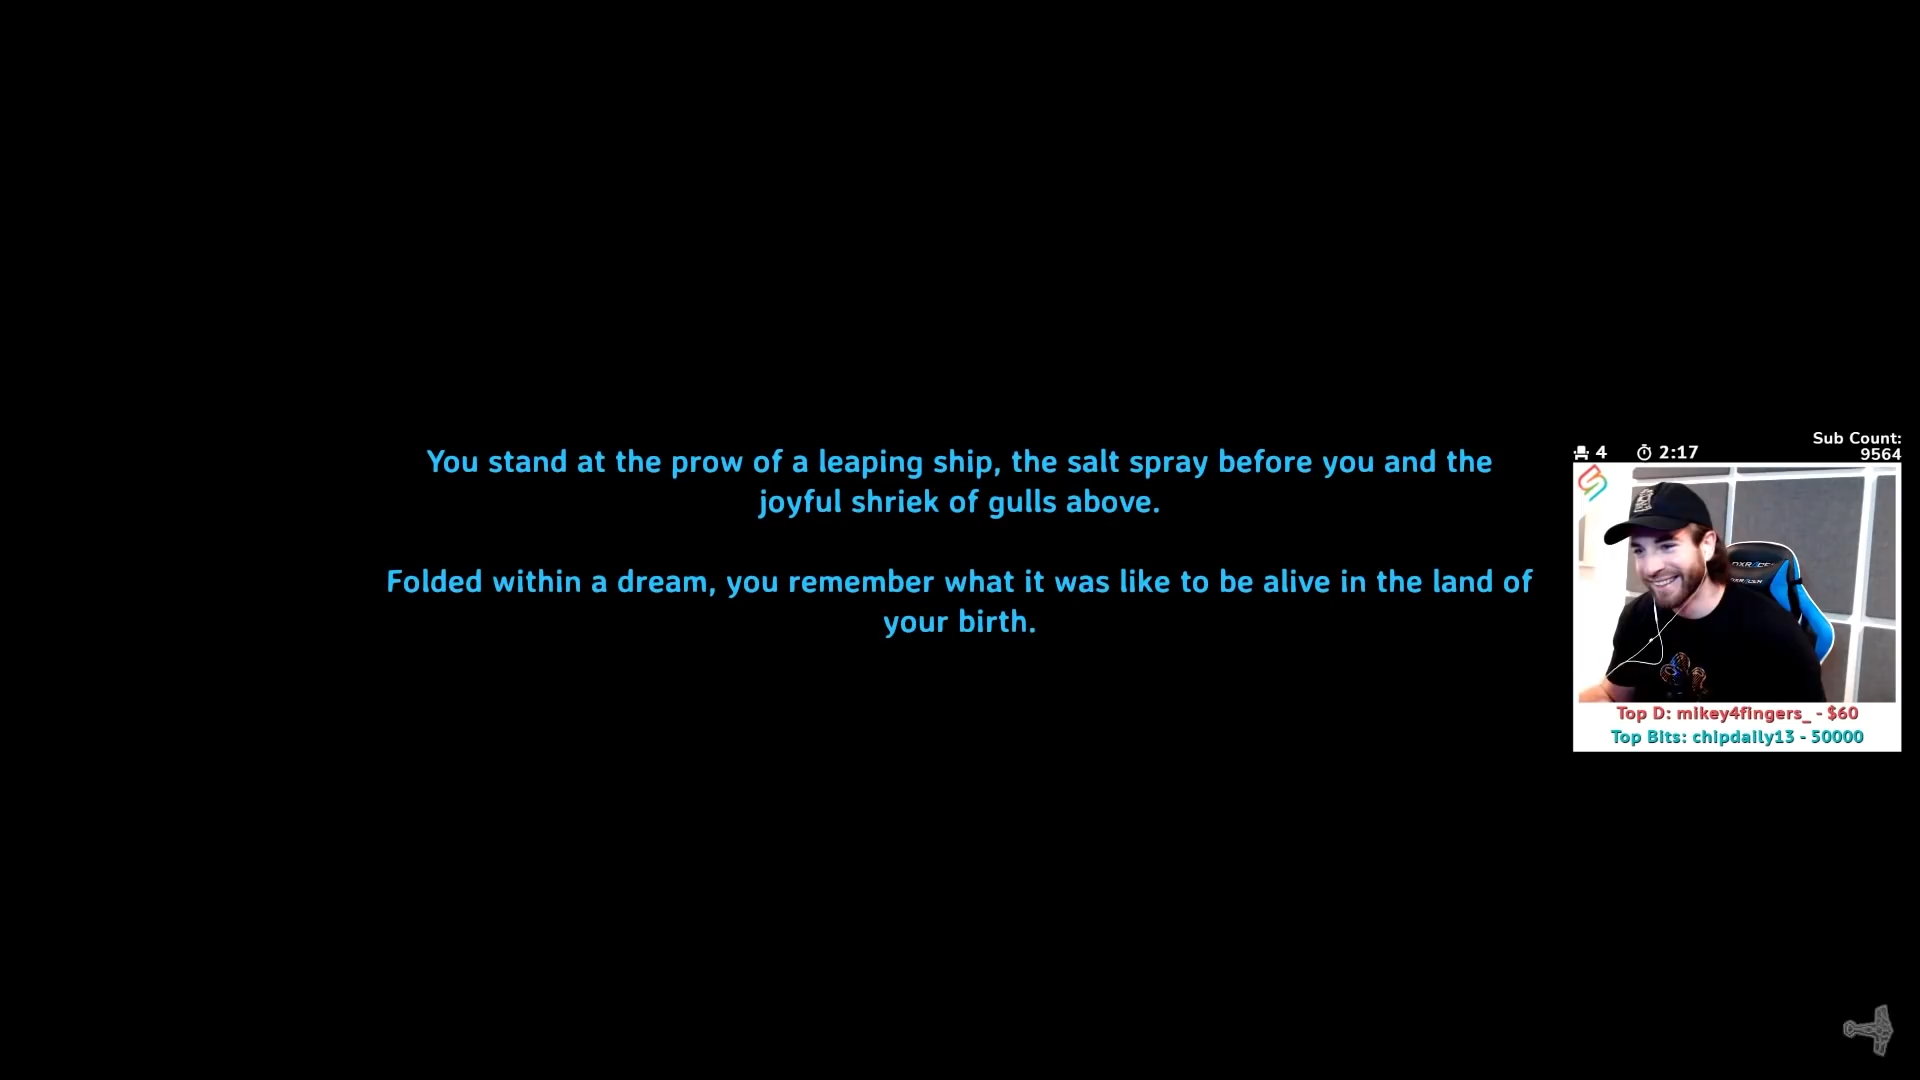 You stand at the prow of a leaping ship, the salt spray before you and the
joyful shriek of gulls above.
Folded within a dream, you remember what it was like to be alive in the land of
your birth.
Sub Count:
4 2:17 9564
DXRACER
DXRACER
Top D: mikey4fingers_ - $60
Top Bits: chipdaily13 - 50000